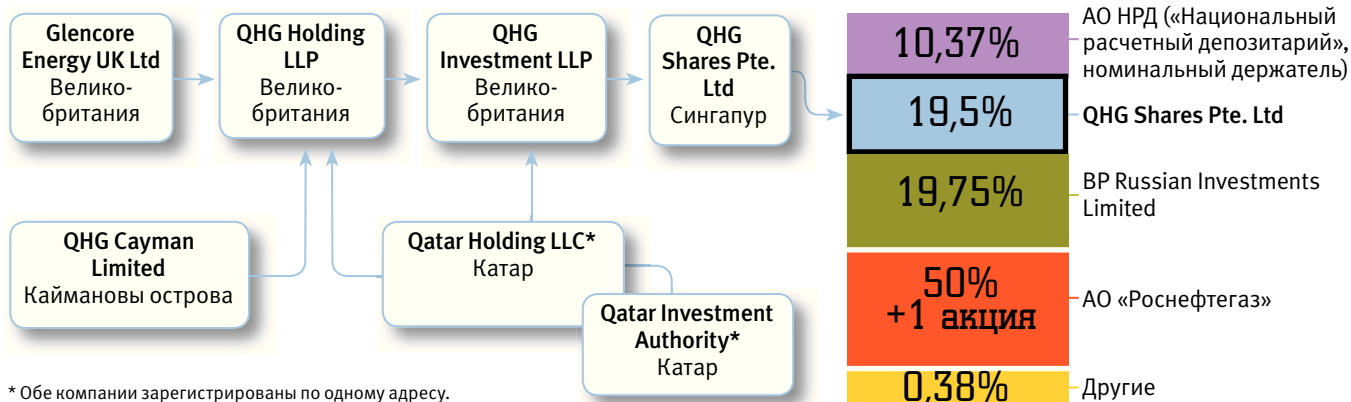 Glencore
Energy UK Ltd
Велико-
британия
QHG Holding
LLP
Велико-
британия
QHG
Investment LLP
Велико-
британия
QHG
Shares Pte.
Ltd
Сингапур
QHG Cayman
Limited
Каймановы острова
Qatar Holding LLC*
Катар
Qatar Investment
Authority*
Катар
* Обе компании зарегистрированы по одному адресу.
10,37%
АО НРД («Национальный
расчетный депозитарий»,
номинальный держатель)
19,5%
QHG Shares Pte. Ltd
19,75%
BP Russian Investments
Limited
50%
+1 акция
АО «Роснефтегаз»
0,38%
Другие